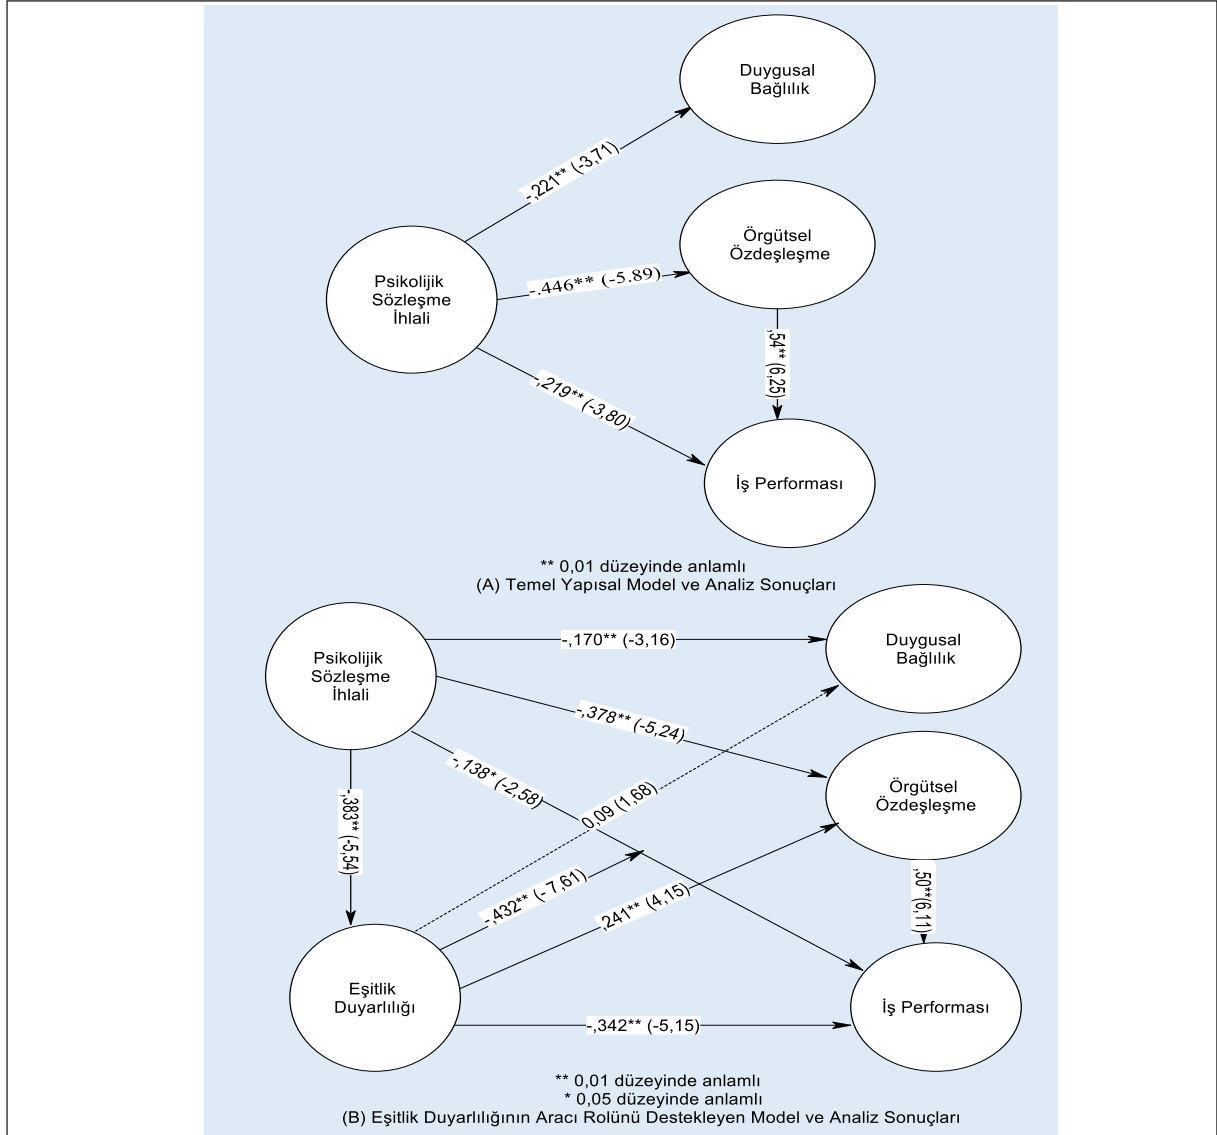 Duygusal
Bağlılık
-,221** (-3,71)
Örgütsel
Özdeşleşme
Psikolijik
Sözleşme
İhlali
-.446** (-5.89)
,54** (6,25)
-,219** (-3,80)
İş Performası
** 0,01 düzeyinde anlamlı
(A) Temel Yapısal Model ve Analiz Sonuçları
Psikolijik
Sözleşme
İhlali
-,170** (-3,16)
Duygusal
Bağlılık
-,378** (-5,24)
-,138* (-2,58)
Örgütsel
Özdeşleşme
0,09 (1,68)
-,383** (-5,54)
-,432** (- 7,61)
,241** (4,15)
,50**(6,11)
Eşitlik
Duyarlılığı
İş Performası
-,342** (-5,15)
** 0,01 düzeyinde anlamlı
* 0,05 düzeyinde anlamlı
(B) Eşitlik Duyarlılığının Aracı Rolünü Destekleyen Model ve Analiz Sonuçları